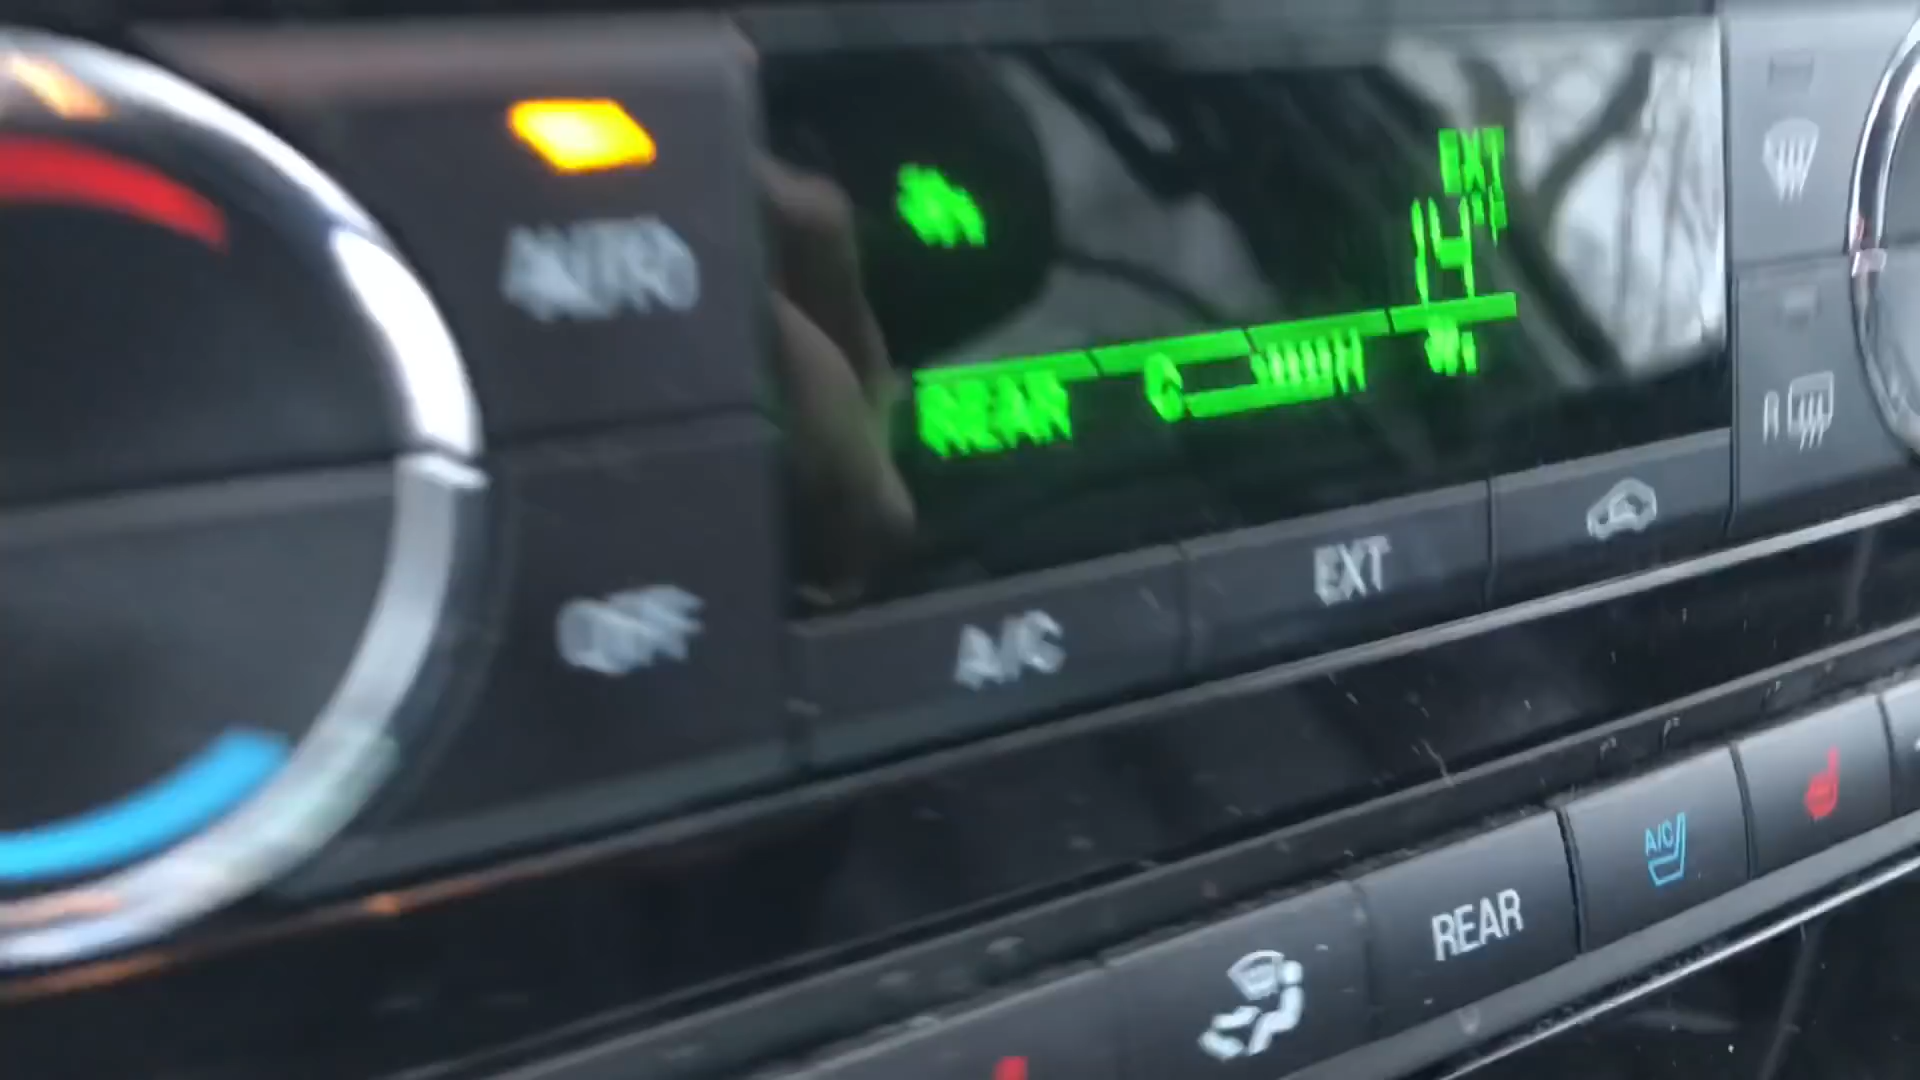 AUTO
EXT
14°F
REAR C H
OFF
A/C
EXT
R
REAR
A/C